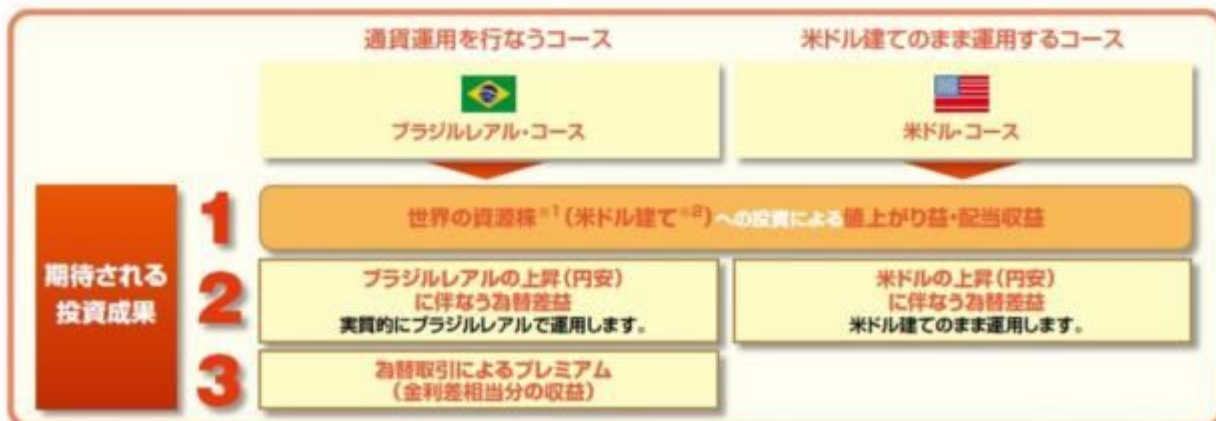 通貨運用を行なうコース
米ドル建てのまま運用するコース
ブラジルレアル・コース
米ドル・コース
期待される
投資成果
1
世界の資源株※1(米ドル建て※2)への投資による値上がり益・配当収益
2
ブラジルレアルの上昇(円安)
に伴なう為替差益
実質的にブラジルレアルで運用します。
米ドルの上昇(円安)
に伴なう為替差益
米ドル建てのまま運用します。
3
為替取引によるプレミアム
(金利差相当分の収益)